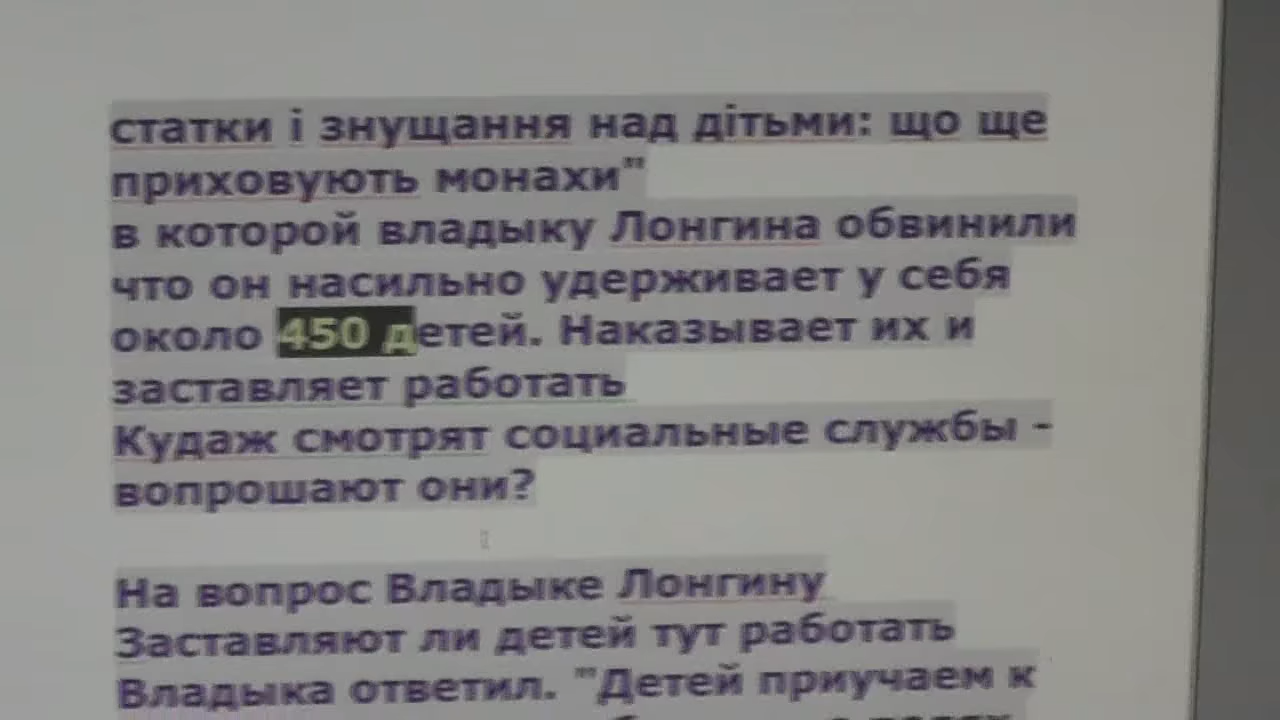 статки і знущання над дітьми: що ще
приховують монахи"
в которой владыку Лонгина обвинили
что он насильно удерживает у себя
около 450 детей. Наказывает их и
заставляет работать
Кудаж смотрят социальные службы -
вопрошают они?
На вопрос Владыке Лонгину
Заставляют ли детей тут работать
Владыка ответил. "Детей приучаем к